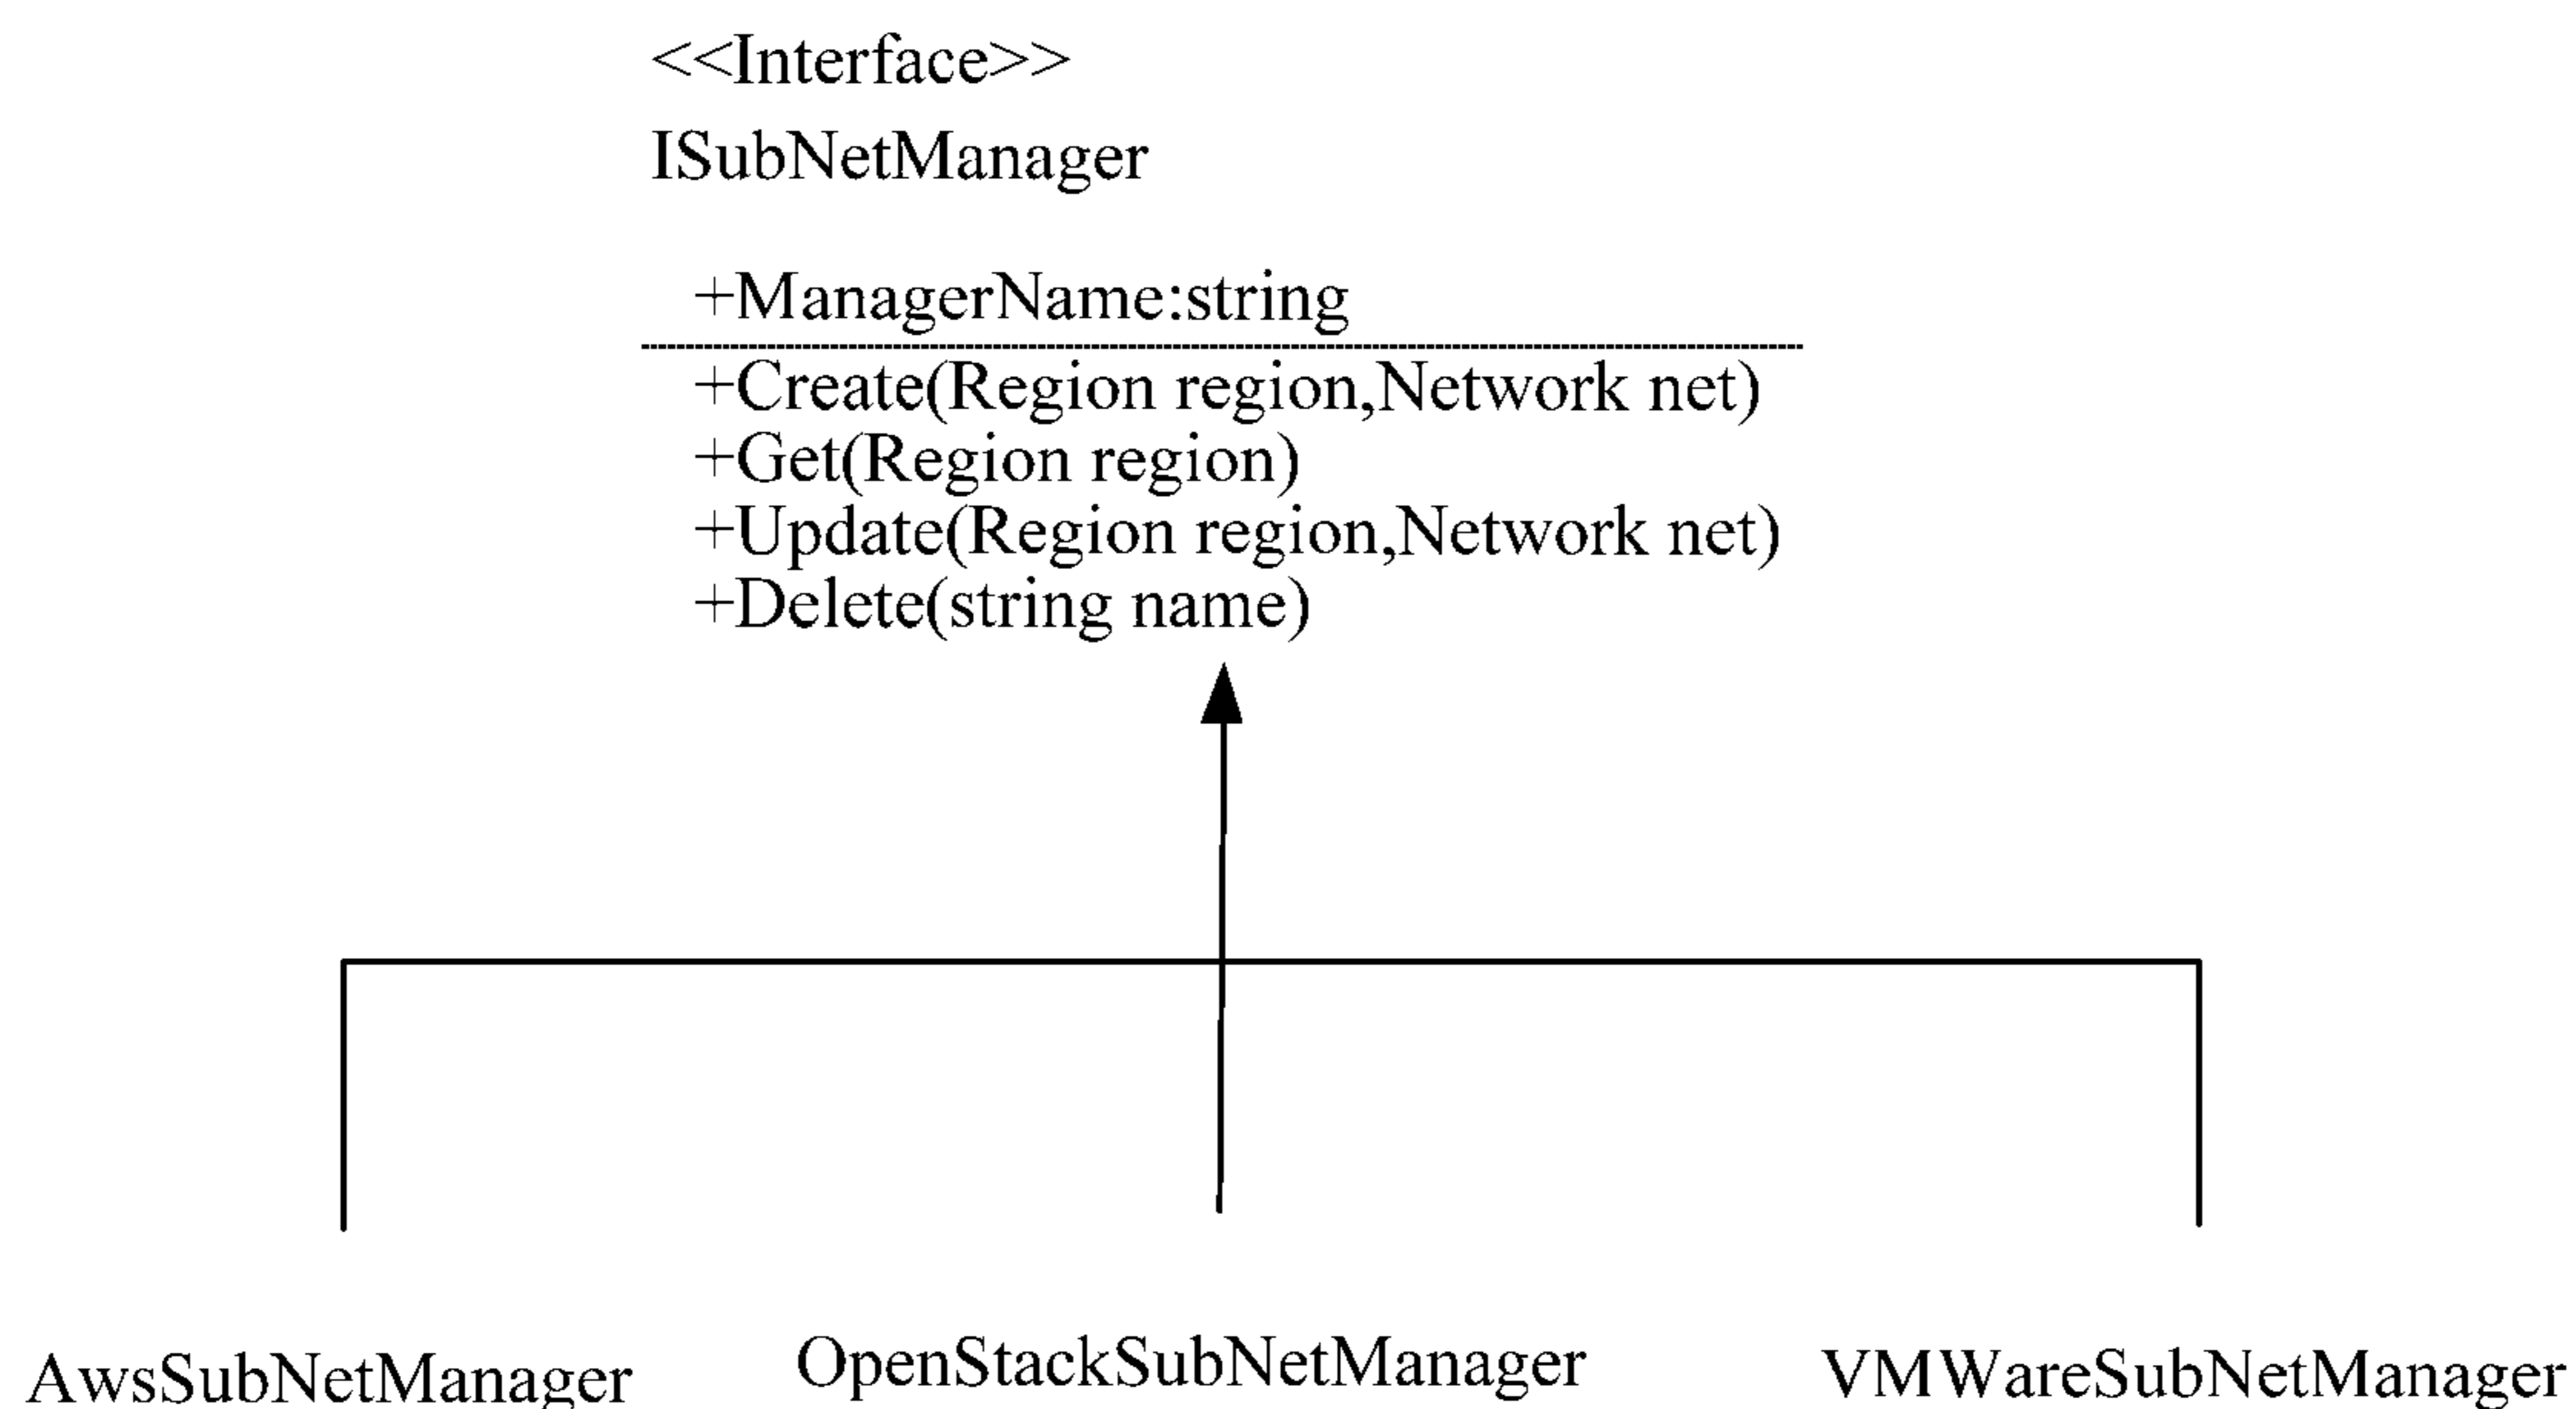 <<Interface>>
ISubNetManager
+ManagerName:string
+Create(Region region,Network net)
+Get(Region region)
+Update(Region region,Network net)
+Delete(string name)
AwsSubNetManager
OpenStackSubNetManager
VMWareSubNetManager